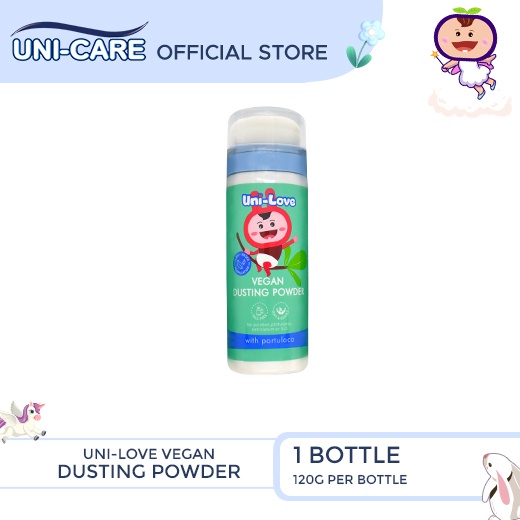 UNI-CARE OFFICIAL STORE
Uni-Love
VEGAN
DUSTING POWDER
with portulaca
UNI-LOVE VEGAN
DUSTING POWDER
1 BOTTLE
120G PER BOTTLE